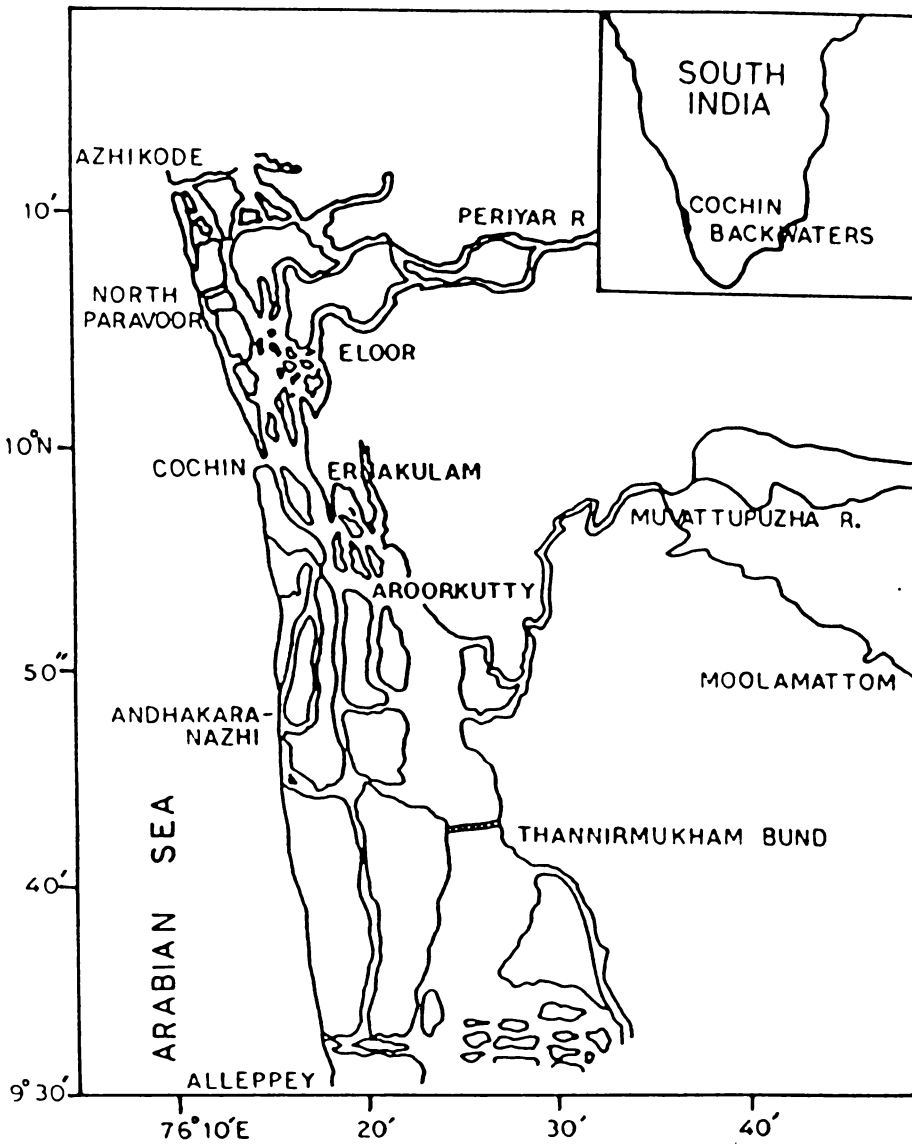 SOUTH
INDIA
COCHIN
BACKWATERS
AZHIKODE
10′
PERIYAR R
NORTH
PARAVOOR
ELOOR
10°N
COCHIN
ERNAKULAM
MUVATTUPUZHA R.
AROORKUTTY
50″
MOOLAMATTOM
ANDHAKARA-
NAZHI
THANNIRMUKHAM BUND
40′
ARABIAN SEA
ALLEPPEY
9°30′
76°10′E
20′
30′
40′